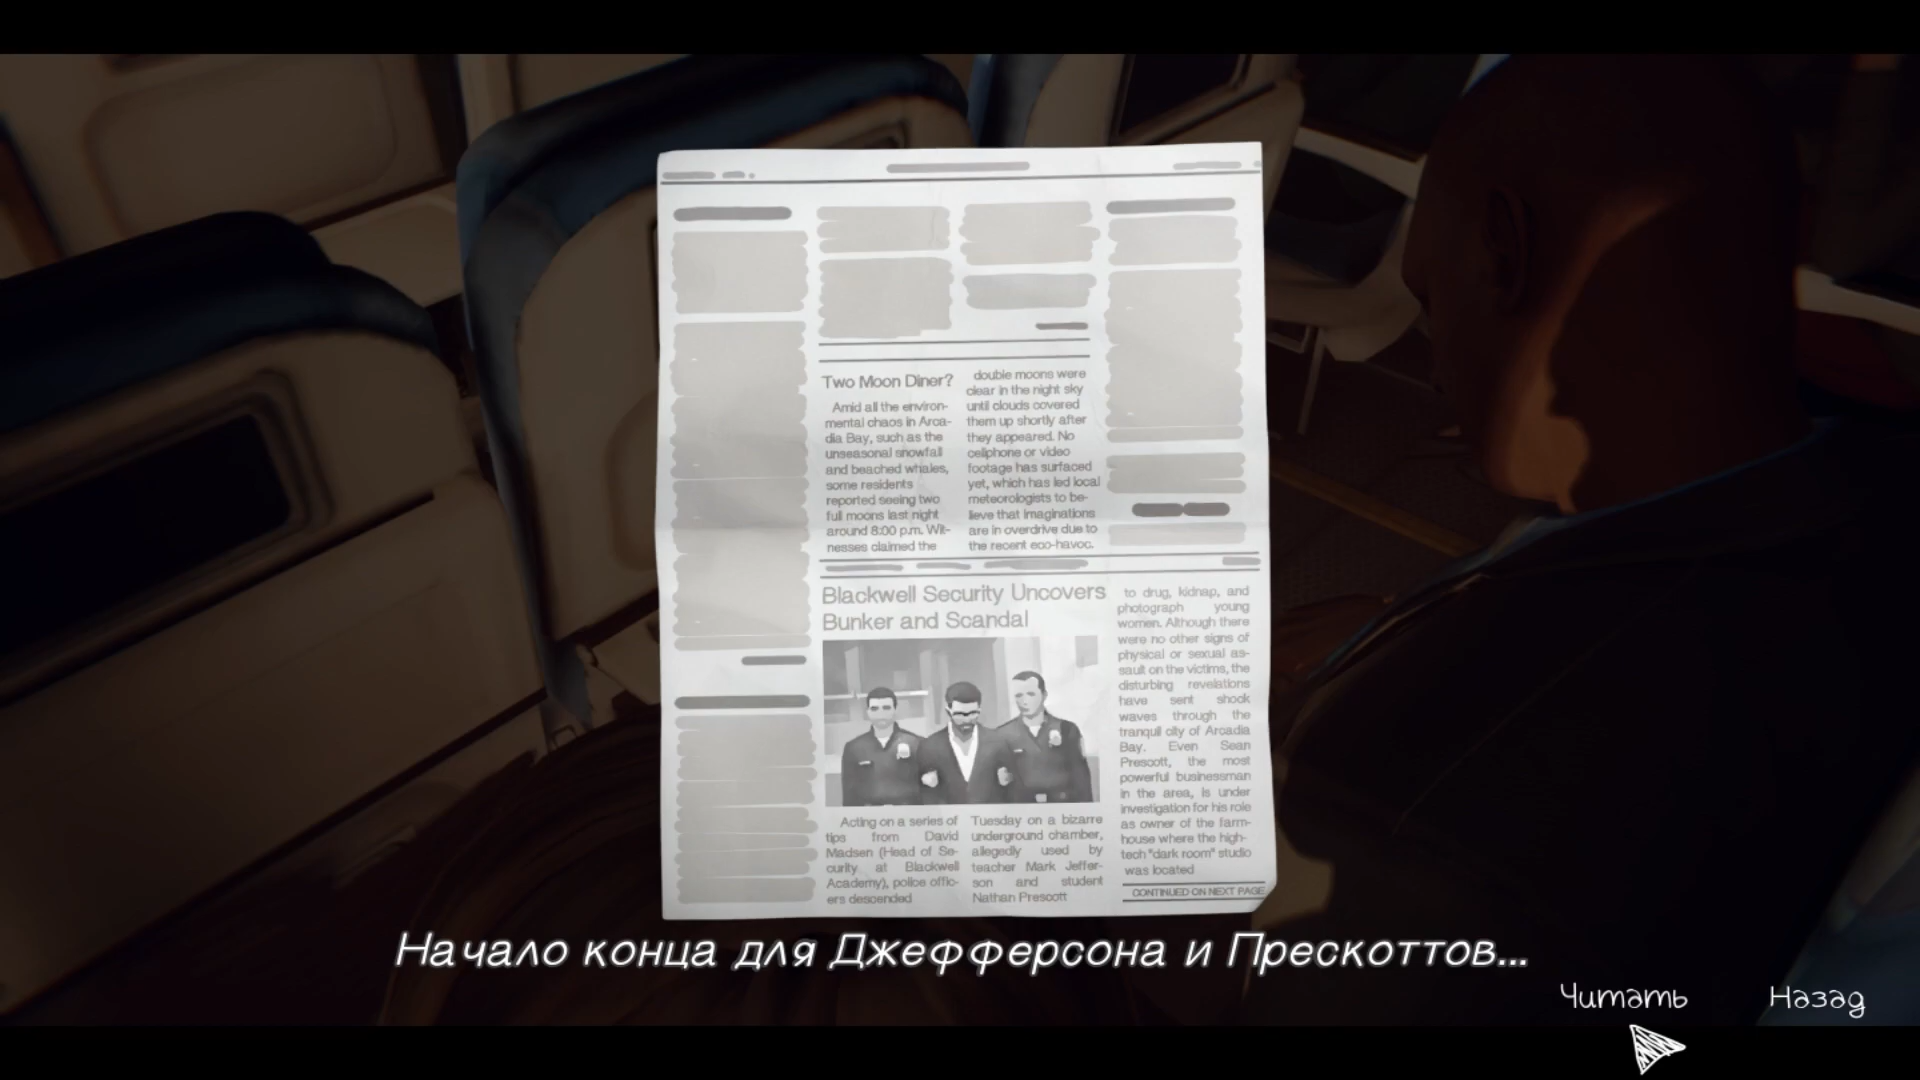 Two Moon Diner?
Amid all the environ-
mental chaos in Arca-
dia Bay, such as the
unseasonal snowfall
and beached whales,
some residents
reported seeing two
full moons last night
around 8:00 p.m. Wit-
nesses claimed the
double moons were
clear in the night sky
until clouds covered
them up shortly after
they appeared. No
cellphone or video
footage has surfaced
yet, which has led local
meteorologists to be-
lieve that imaginations
are in overdrive due to
the recent eco-havoc.
Blackwell Security Uncovers
Bunker and Scandal
Acting on a series of
tips from David
Madsen (Head of Se-
curity at Blackwell
Academy), police offic-
ers descended
Tuesday on a bizarre
underground chamber,
allegedly used by
teacher Mark Jeffer-
son and student
Nathan Prescott
to drug, kidnap, and
photograph young
women. Although there
were no other signs of
physical or sexual as-
sault on the victims, the
disturbing revelations
have sent shock
waves through the
tranquil city of Arcadia
Bay. Even Sean
Prescott, the most
powerful businessman
in the area, is under
investigation for his role
as owner of the farm-
house where the high-
tech "dark room" studio
was located
CONTINUED ON NEXT PAGE
Начало конца для Джефферсона и Прескоттов...
Читать
Назад